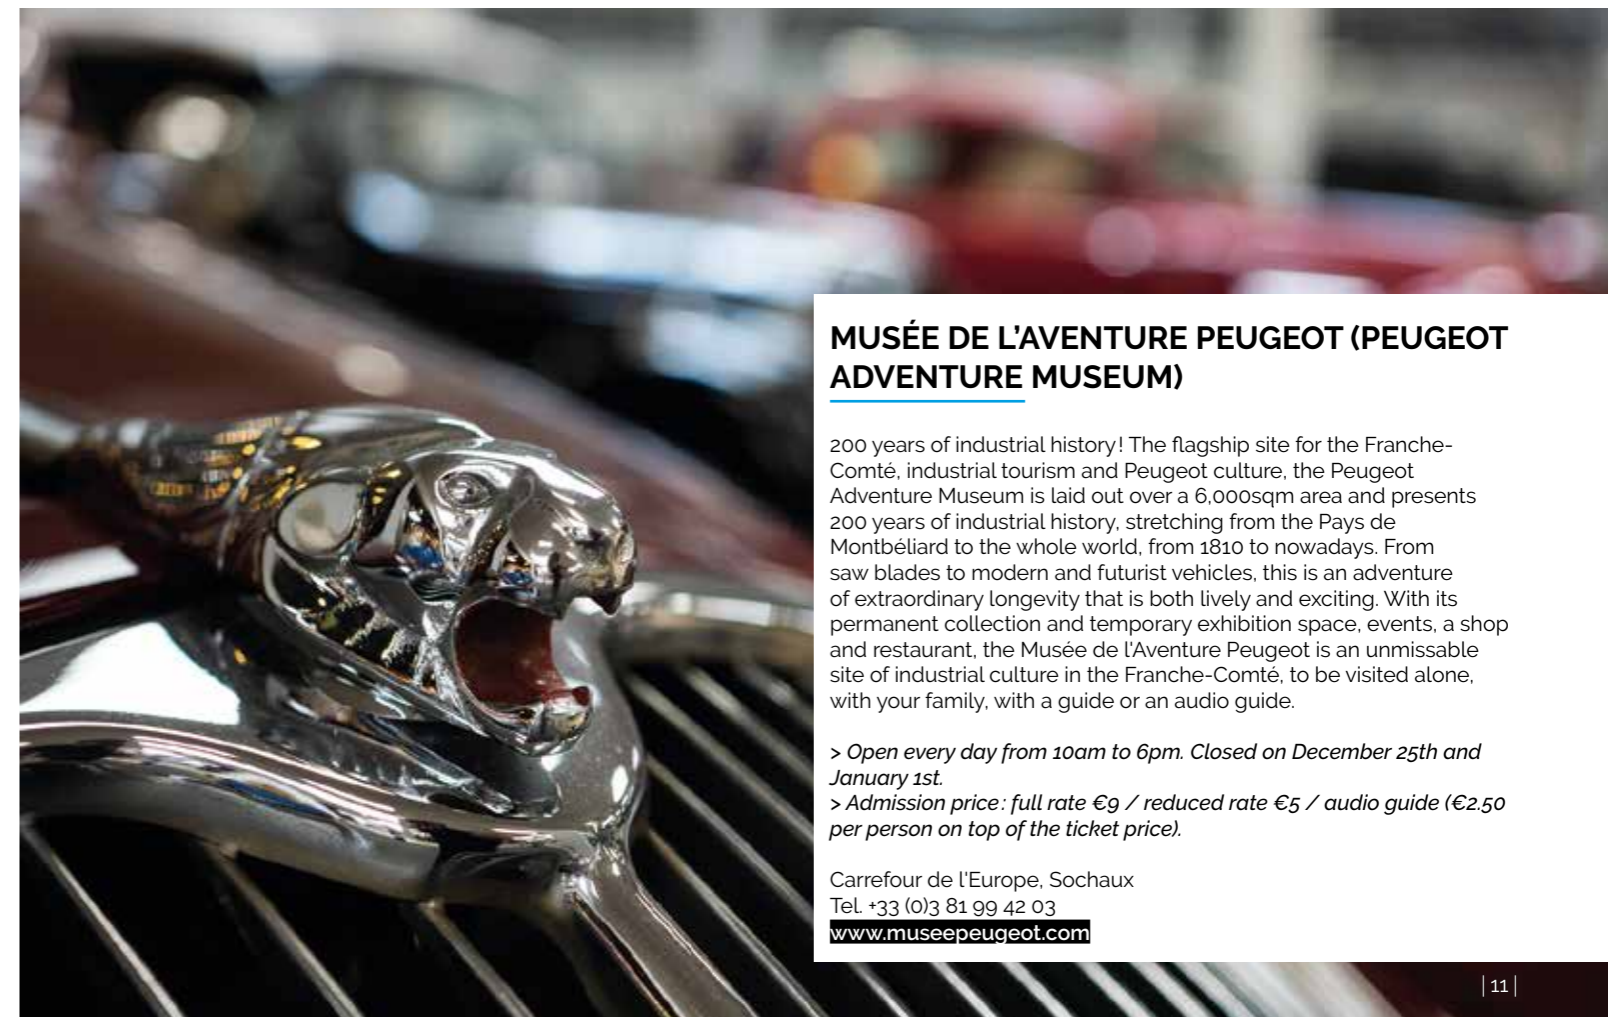 MUSÉE DE L’AVENTURE PEUGEOT (PEUGEOT
ADVENTURE MUSEUM)
200 years of industrial history! The flagship site for the Franche-
Comté, industrial tourism and Peugeot culture, the Peugeot
Adventure Museum is laid out over a 6,000sqm area and presents
200 years of industrial history, stretching from the Pays de
Montbéliard to the whole world, from 1810 to nowadays. From
saw blades to modern and futurist vehicles, this is an adventure
of extraordinary longevity that is both lively and exciting. With its
permanent collection and temporary exhibition space, events, a shop
and restaurant, the Musée de l'Aventure Peugeot is an unmissable
site of industrial culture in the Franche-Comté, to be visited alone,
with your family, with a guide or an audio guide.
> Open every day from 10am to 6pm. Closed on December 25th and
January 1st.
> Admission price : full rate €9 / reduced rate €5 / audio guide (€2.50
per person on top of the ticket price).
Carrefour de l'Europe, Sochaux
Tel. +33 (0)3 81 99 42 03
www.museepeugeot.com
| 11 |